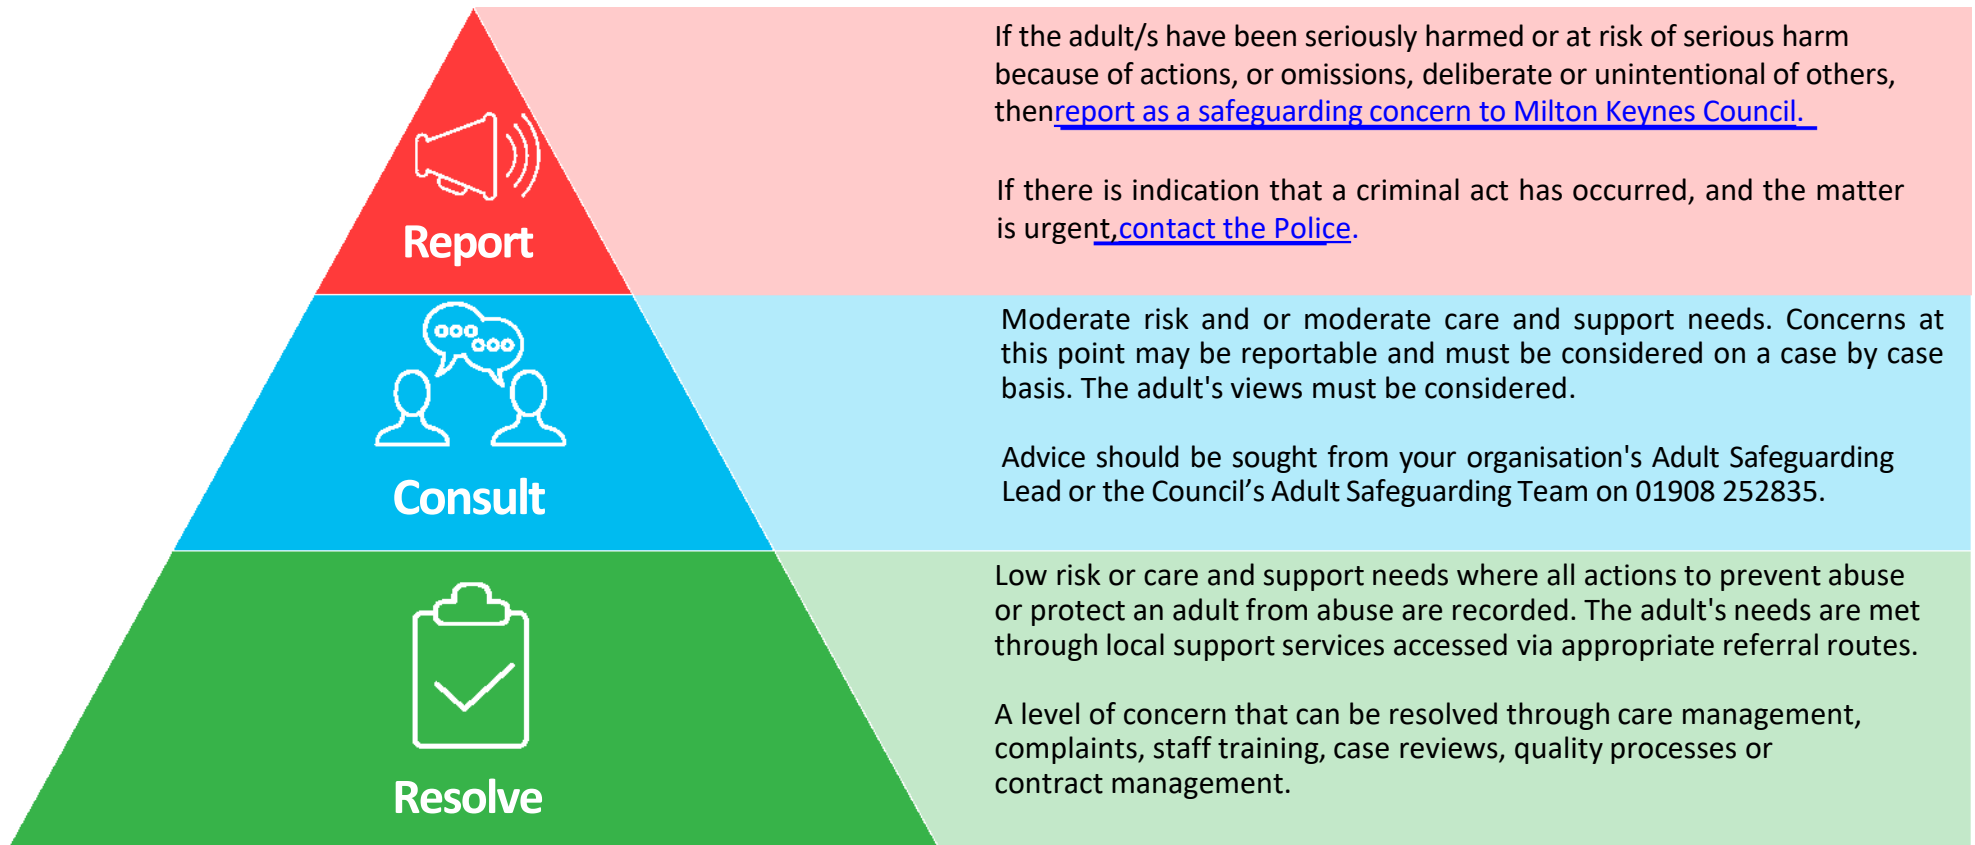 If the adult/s have been seriously harmed or at risk of serious harm
because of actions, or omissions, deliberate or unintentional of others,
thenreport as a safeguarding concern to Milton Keynes Council.
If there is indication that a criminal act has occurred, and the matter
is urgent,contact the Police.
Report
Moderate risk and or moderate care and support needs. Concerns at
this point may be reportable and must be considered on a case by case
basis. The adult's views must be considered.
Advice should be sought from your organisation's Adult Safeguarding
Lead or the Council’s Adult Safeguarding Team on 01908 252835.
Consult
Low risk or care and support needs where all actions to prevent abuse
or protect an adult from abuse are recorded. The adult's needs are met
through local support services accessed via appropriate referral routes.
A level of concern that can be resolved through care management,
complaints, staff training, case reviews, quality processes or
contract management.
Resolve